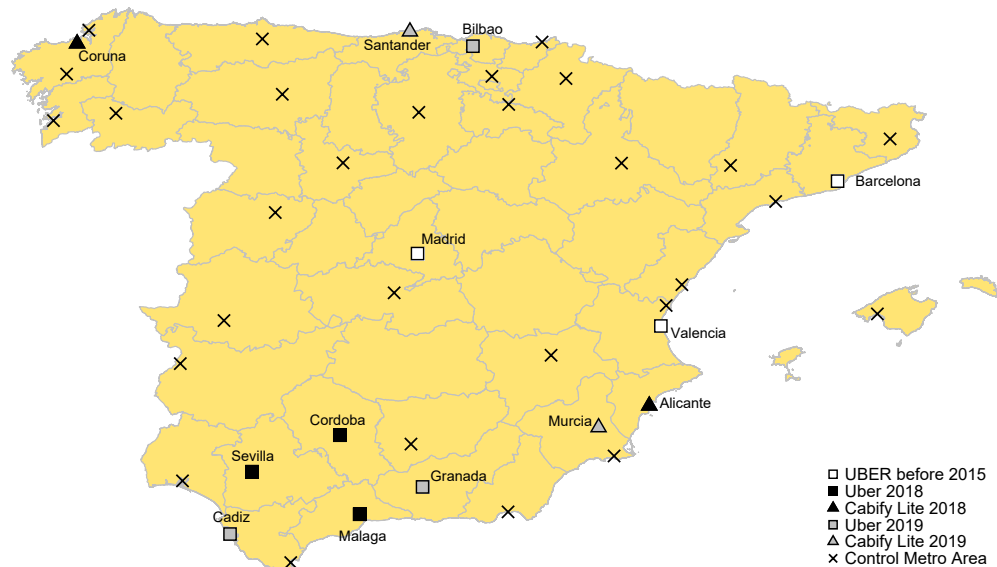 Bilbao
Santander
Coruna
Barcelona
Madrid
Valencia
Alicante
Murcia
Cordoba
Sevilla
Granada
Cadiz
Malaga
UBER before 2015
Uber 2018
Cabify Lite 2018
Uber 2019
Cabify Lite 2019
Control Metro Area